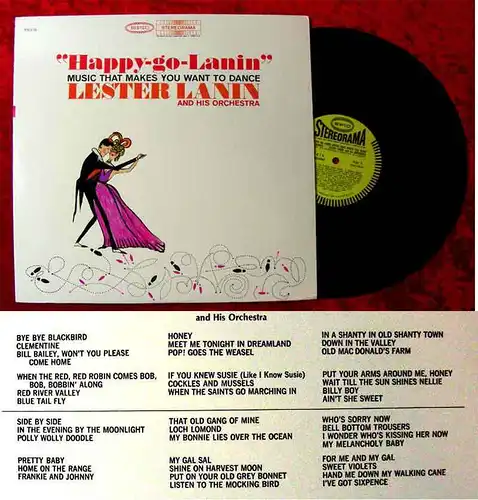 EPIC
STEREORAMA
"Happy-go-Lanin"
MUSIC THAT MAKES YOU WANT TO DANCE
LESTER LANIN
AND HIS ORCHESTRA
EPIC
STEREORAMA
and His Orchestra
BYE BYE BLACKBIRD
CLEMENTINE
BILL BAILEY, WON'T YOU PLEASE
COME HOME
WHEN THE RED, RED ROBIN COMES BOB,
BOB, BOBBIN' ALONG
RED RIVER VALLEY
BLUE TAIL FLY
HONEY
MEET ME TONIGHT IN DREAMLAND
POP! GOES THE WEASEL
IF YOU KNEW SUSIE (Like I Know Susie)
COCKLES AND MUSSELS
WHEN THE SAINTS GO MARCHING IN
IN A SHANTY IN OLD SHANTY TOWN
DOWN IN THE VALLEY
OLD MAC DONALD'S FARM
PUT YOUR ARMS AROUND ME, HONEY
WAIT TILL THE SUN SHINES NELLIE
BILLY BOY
AIN'T SHE SWEET
SIDE BY SIDE
IN THE EVENING BY THE MOONLIGHT
POLLY WOLLY DOODLE
PRETTY BABY
HOME ON THE RANGE
FRANKIE AND JOHNNY
THAT OLD GANG OF MINE
LOCH LOMOND
MY BONNIE LIES OVER THE OCEAN
MY GAL SAL
SHINE ON HARVEST MOON
PUT ON YOUR OLD GREY BONNET
LISTEN TO THE MOCKING BIRD
WHO'S SORRY NOW
BELL BOTTOM TROUSERS
I WONDER WHO'S KISSING HER NOW
MY MELANCHOLY BABY
FOR ME AND MY GAL
SWEET VIOLETS
HAND ME DOWN MY WALKING CANE
I'VE GOT SIXPENCE